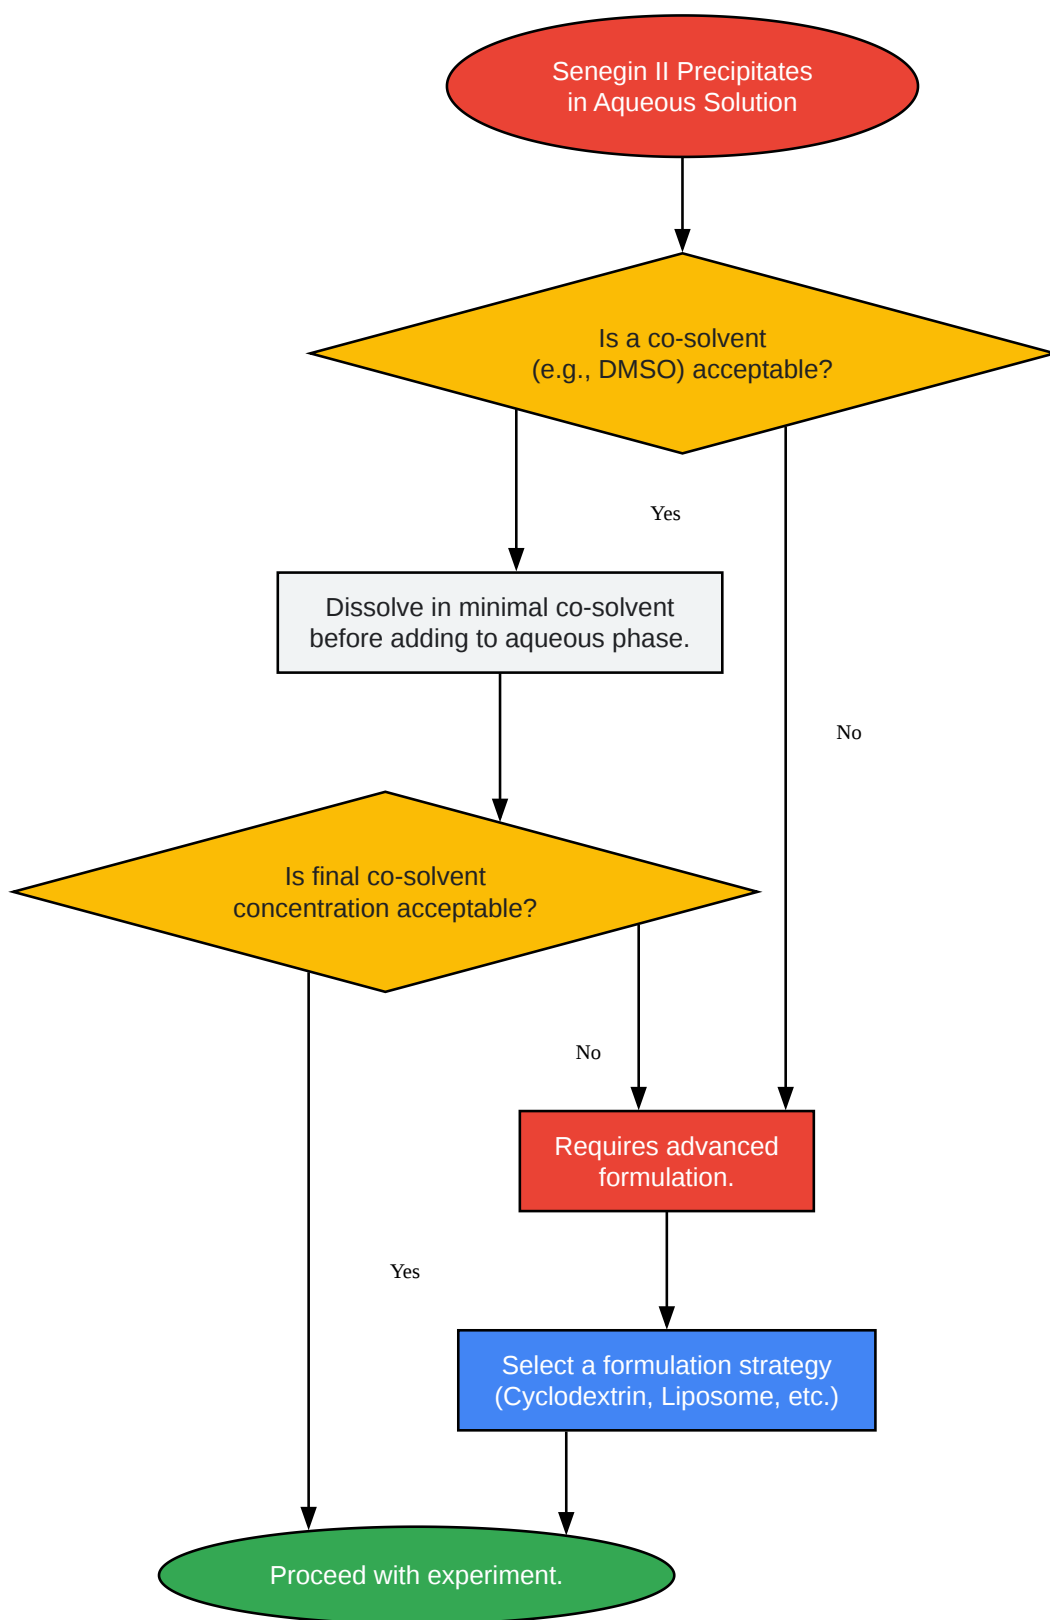 Senegin II Precipitates
in Aqueous Solution
Is a co-solvent
(e.g., DMSO) acceptable?
Yes
Dissolve in minimal co-solvent
before adding to aqueous phase.
No
Is final co-solvent
concentration acceptable?
No
Requires advanced
formulation.
Yes
Select a formulation strategy
(Cyclodextrin, Liposome, etc.)
Proceed with experiment.